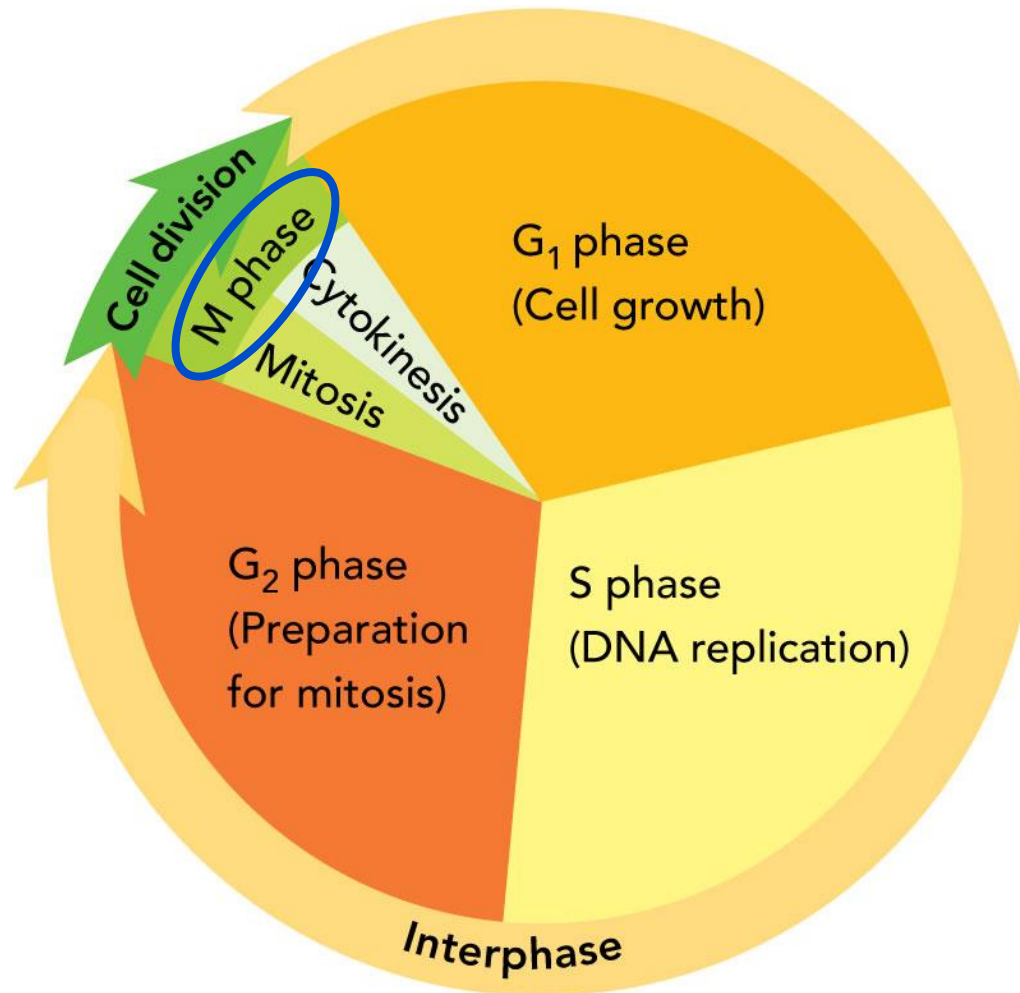 Cell division
M phase
Cytokinesis
Mitosis
G₁ phase
(Cell growth)
G₂ phase
(Preparation
for mitosis)
S phase
(DNA replication)
Interphase